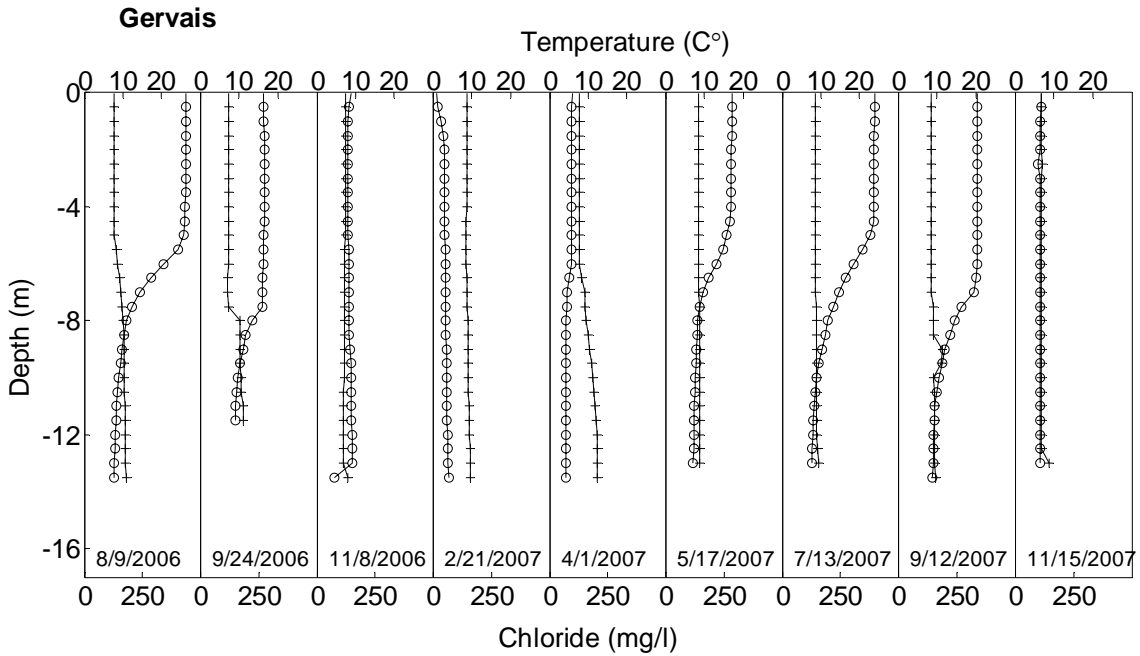 Gervais
Temperature (C°)
0 10 20 0 10 20 0 10 20 0 10 20 0 10 20 0 10 20 0 10 20 0 10 20 0 10 20
0
-4
-8
-12
-16
Depth (m)
8/9/2006 9/24/2006 11/8/2006 2/21/2007 4/1/2007 5/17/2007 7/13/2007 9/12/2007 11/15/2007
0 250 0 250 0 250 0 250 0 250 0 250 0 250 0 250 0 250
Chloride (mg/l)